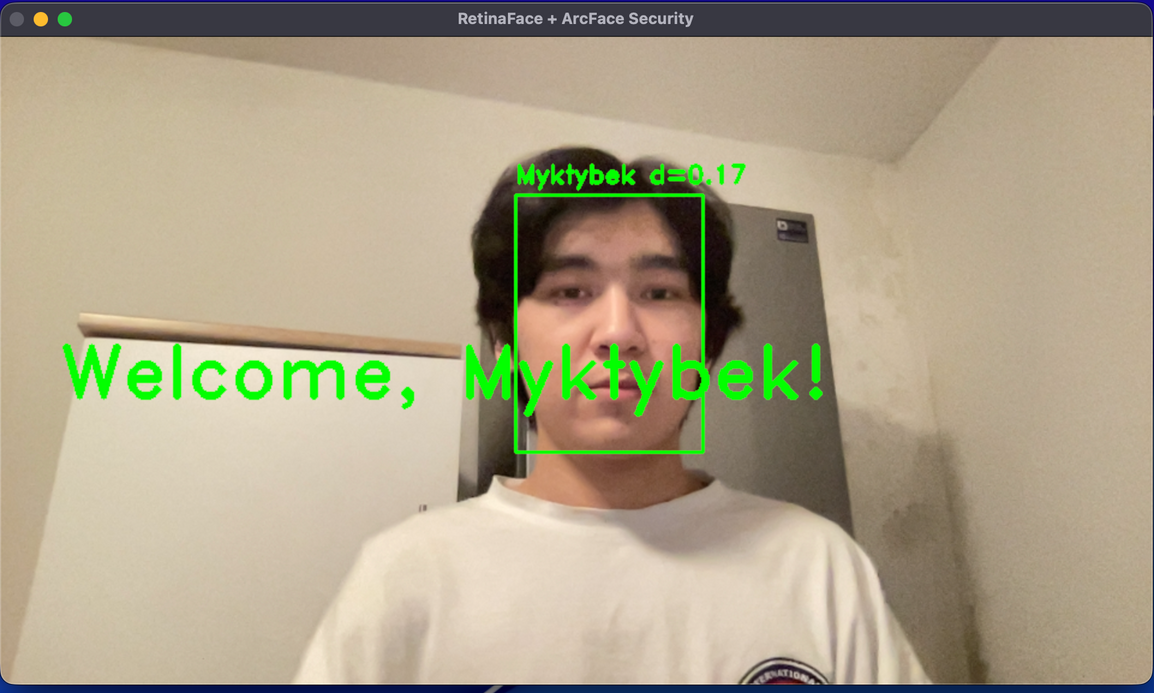 RetinaFace + ArcFace Security
Myktybek d=0.17
Welcome, Myktybek!